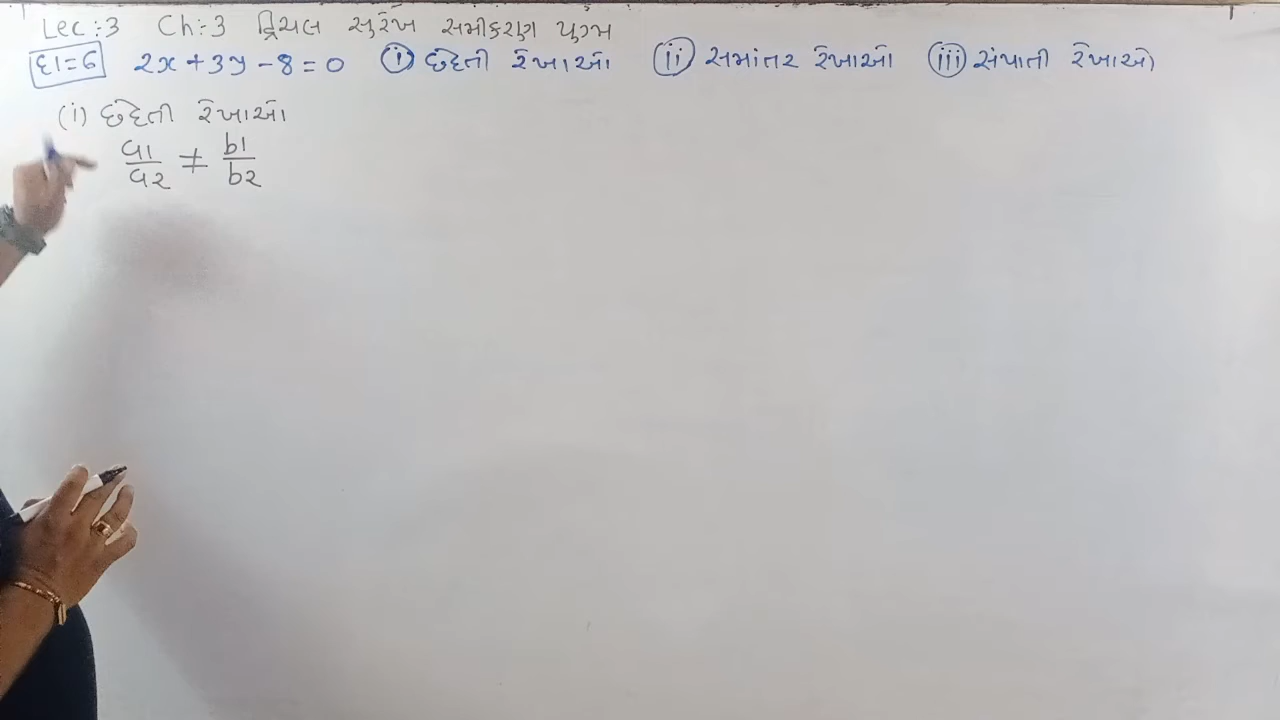 Lec:3 Ch:3 દ્વિચલ સુરેખ સમીકરણ યુગ્મ
દા=6 2x+3y-8=0 (i) છેદતી રેખાઓ (ii) સમાંતર રેખાઓ (iii) સંપાતી રેખાઓ
(i) છેદતી રેખાઓ
a1/a2 ≠ b1/b2